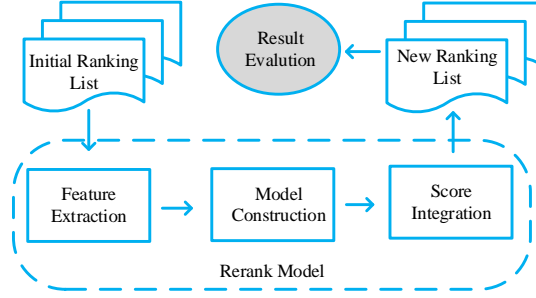 Initial Ranking
List
Result
Evalution
New Ranking
List
Feature
Extraction
Model
Construction
Score
Integration
Rerank Model